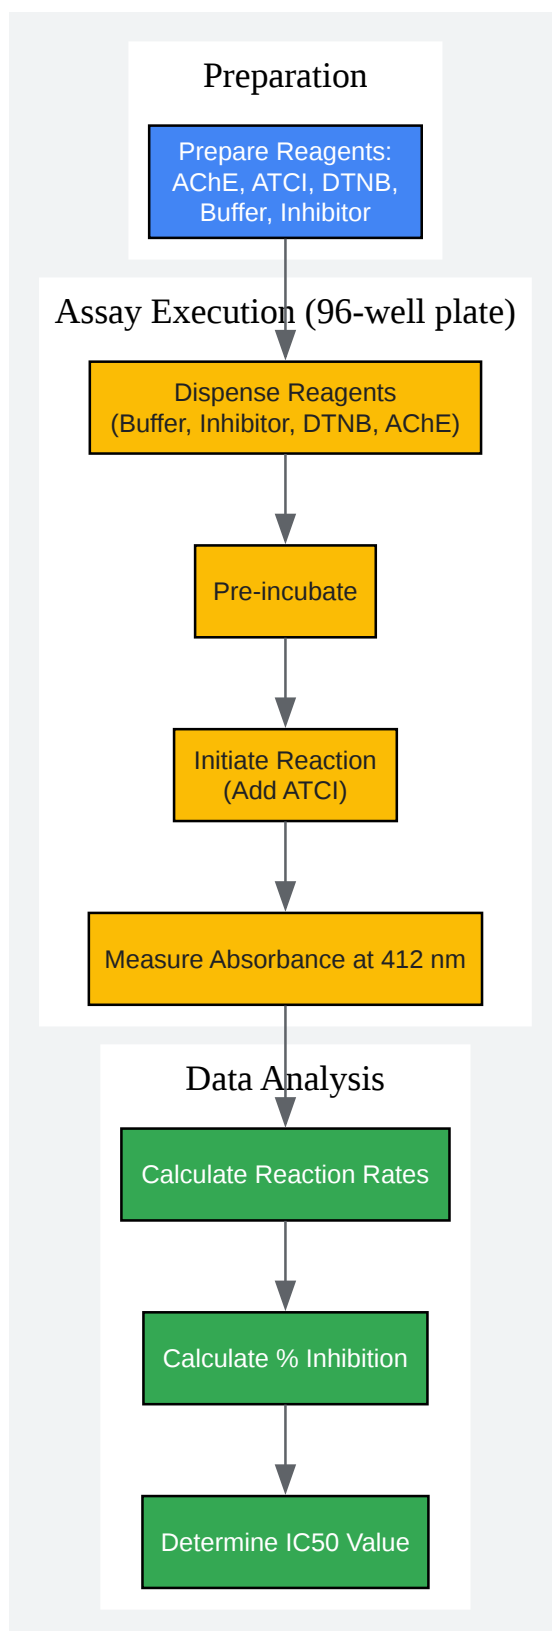 Preparation
Prepare Reagents:
AChE, ATCI, DTNB,
Buffer, Inhibitor
Assay Execution (96-well plate)
Dispense Reagents
(Buffer, Inhibitor, DTNB, AChE)
Pre-incubate
Initiate Reaction
(Add ATCI)
Measure Absorbance at 412 nm
Data Analysis
Calculate Reaction Rates
Calculate % Inhibition
Determine IC50 Value